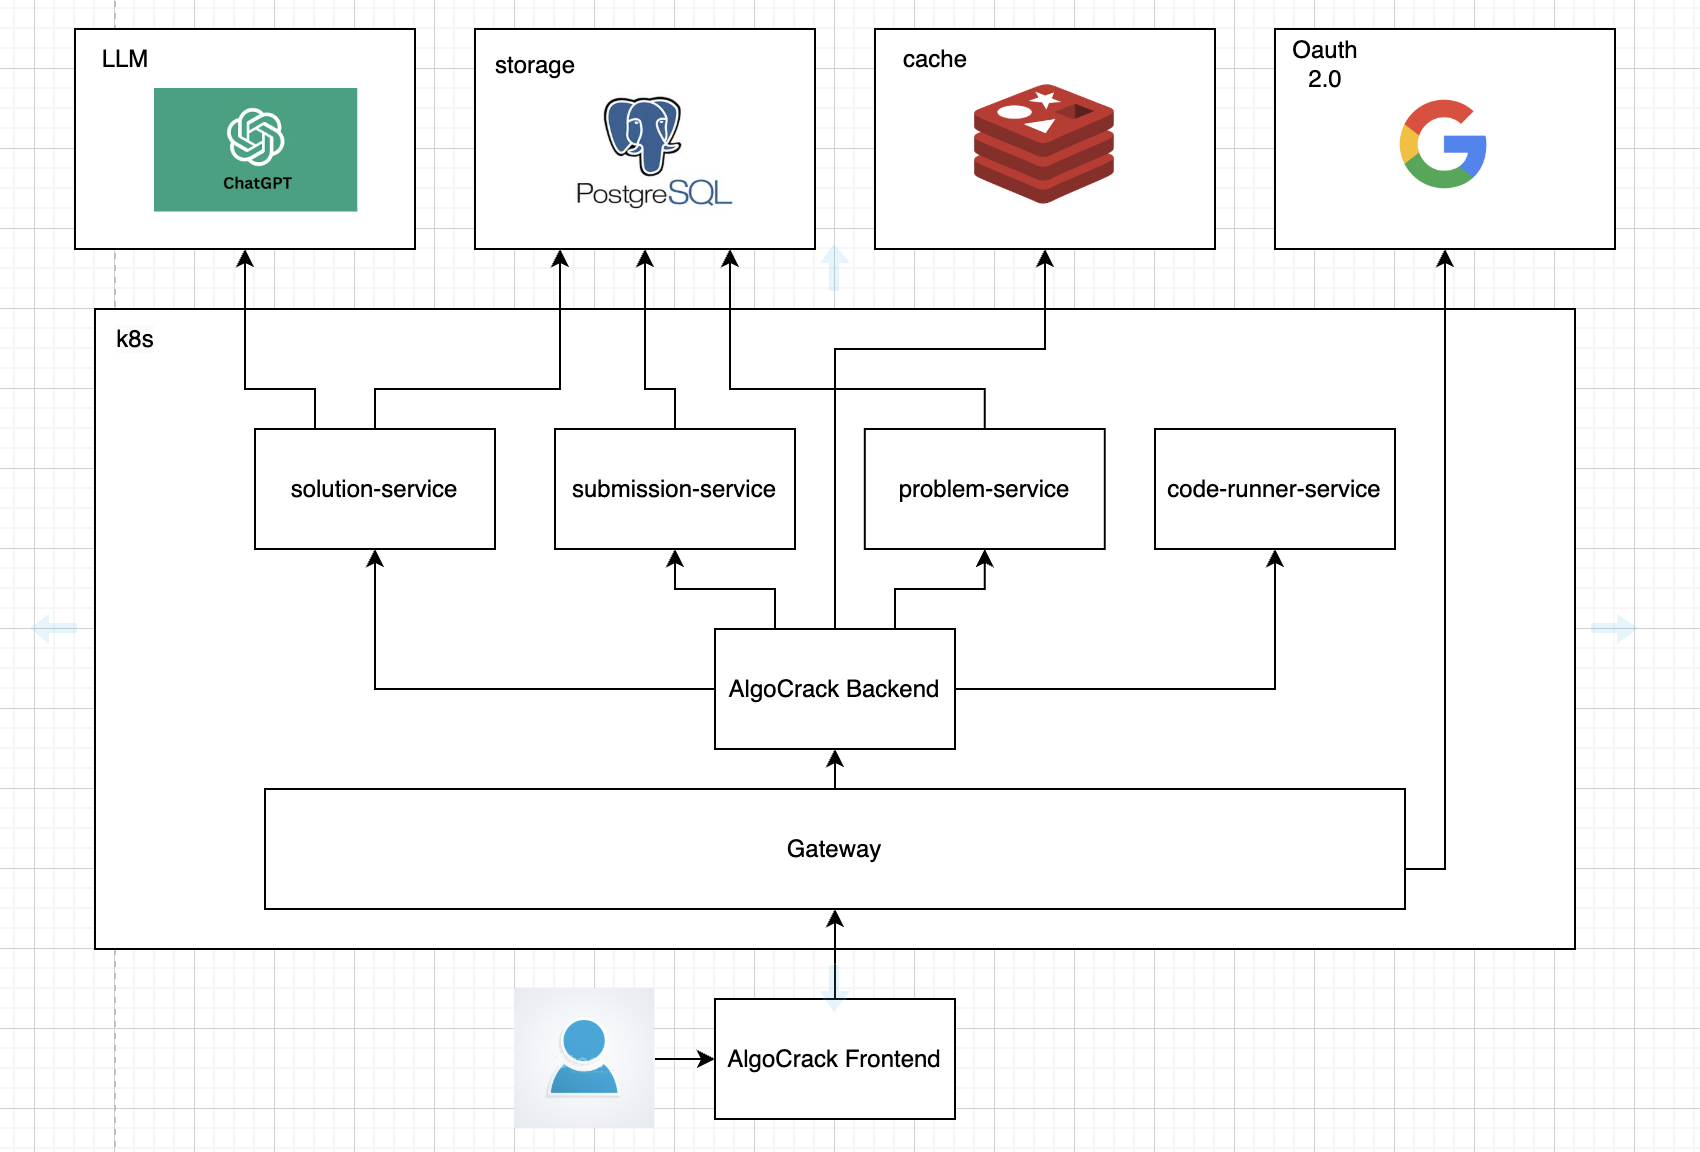 LLM
ChatGPT
storage
PostgreSQL
cache
Oauth
2.0
k8s
solution-service
submission-service
problem-service
code-runner-service
AlgoCrack Backend
Gateway
AlgoCrack Frontend